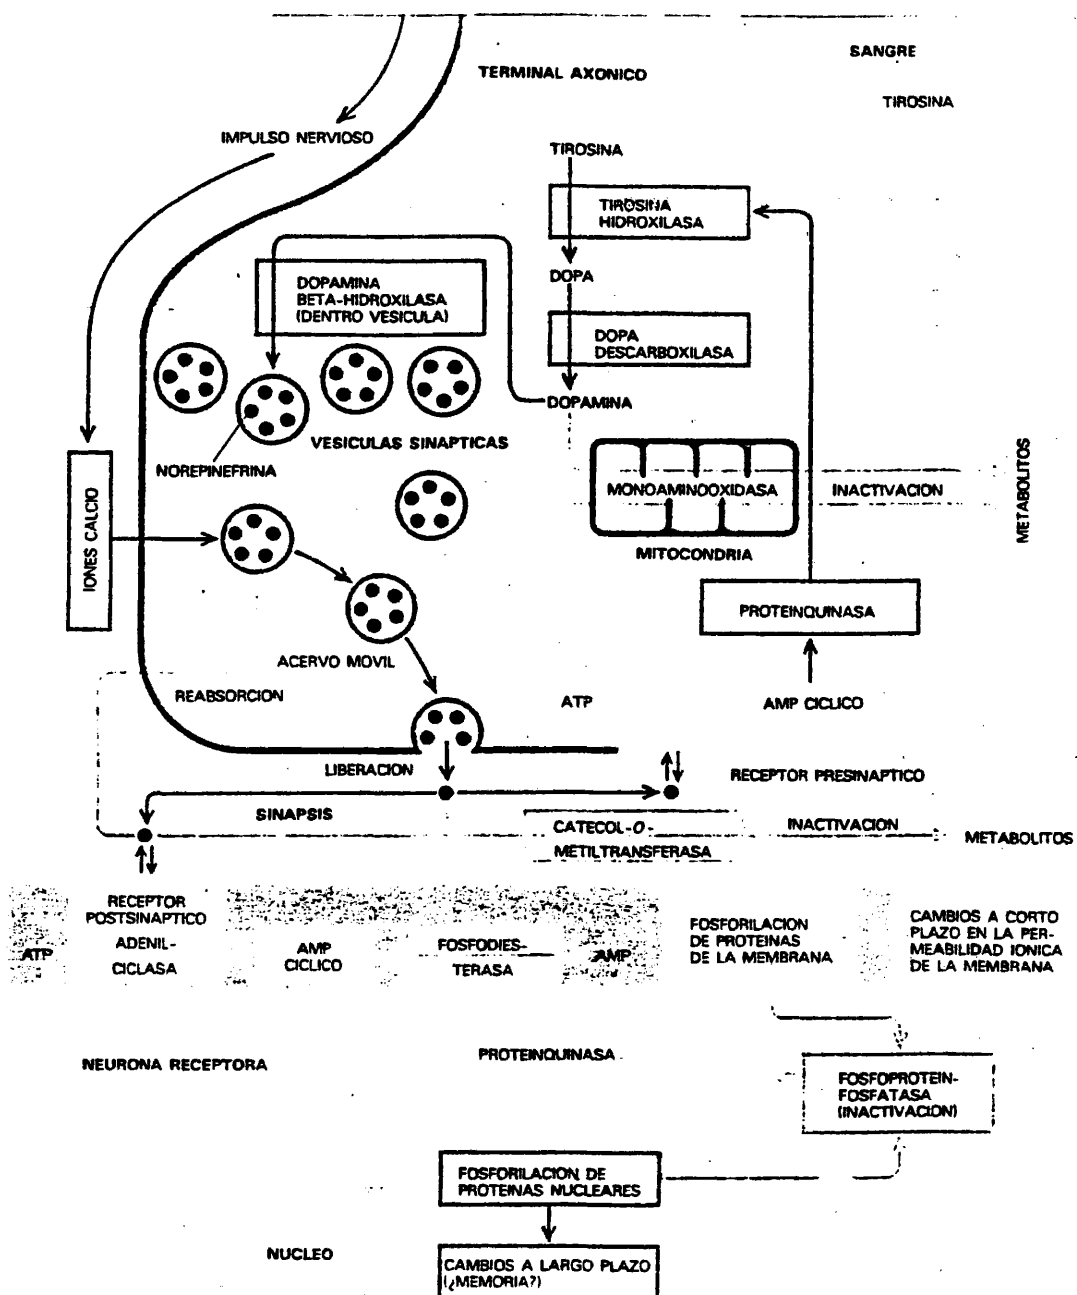 SANGRE
TERMINAL AXONICO
TIROSINA
IMPULSO NERVIOSO
TIROSINA
TIROSINA
HIDROXILASA
DOPA
DOPAMINA
BETA-HIDROXILASA
(DENTRO VESICULA)
DOPA
DESCARBOXILASA
DOPAMINA
VESICULAS SINAPTICAS
NOREPINEFRINA
MONOAMINOOXIDASA
INACTIVACION
METABOLITOS
MITOCONDRIA
IONES CALCIO
PROTEINQUINASA
ACERVO MOVIL
REABSORCION
ATP
AMP CICLICO
LIBERACION
RECEPTOR PRESINAPTICO
SINAPSIS
CATECOL-O-
METILTRANSFERASA
INACTIVACION
METABOLITOS
RECEPTOR
POSTSINAPTICO
ATP
ADENIL-
CICLASA
AMP
CICLICO
FOSFODIES-
TERASA
AMP
FOSFORILACION
DE PROTEINAS
DE LA MEMBRANA
CAMBIOS A CORTO
PLAZO EN LA PER-
MEABILIDAD IONICA
DE LA MEMBRANA
NEURONA RECEPTORA
PROTEINQUINASA
FOSFOPROTEIN-
FOSFATASA
(INACTIVACION)
FOSFORILACION DE
PROTEINAS NUCLEARES
NUCLEO
CAMBIOS A LARGO PLAZO
(¿MEMORIA?)